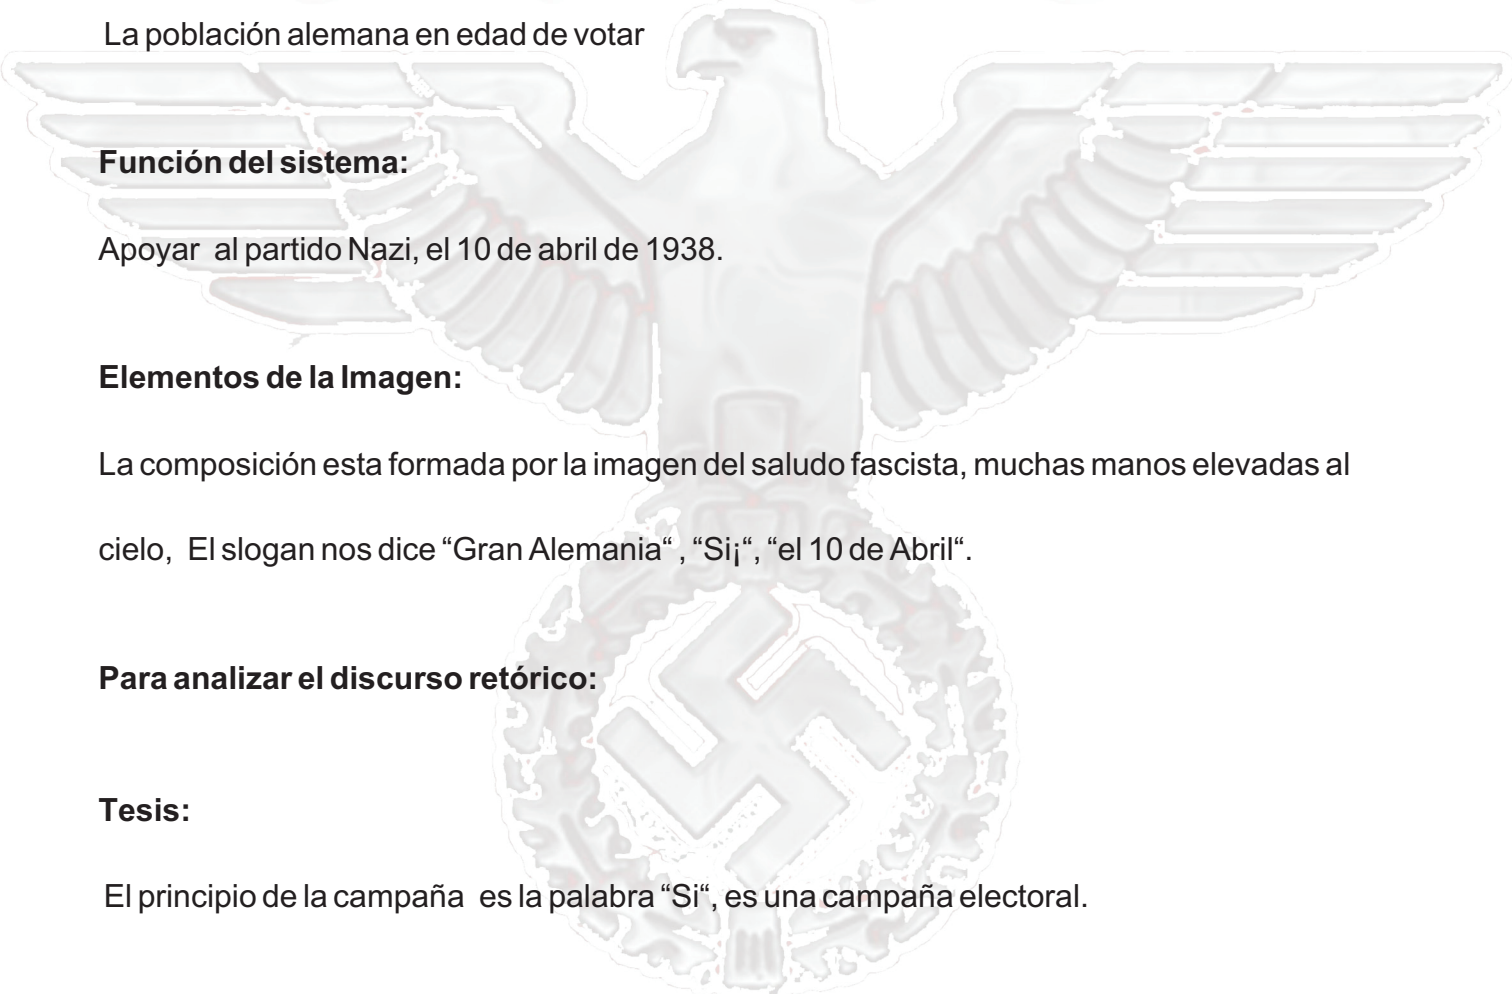 La población alemana en edad de votar
Función del sistema:
Apoyar al partido Nazi, el 10 de abril de 1938.
Elementos de la Imagen:
La composición esta formada por la imagen del saludo fascista, muchas manos elevadas al
cielo, El slogan nos dice “Gran Alemania“ , “Si¡“, “el 10 de Abril“.
Para analizar el discurso retórico:
Tesis:
El principio de la campaña es la palabra “Si“, es una campaña electoral.